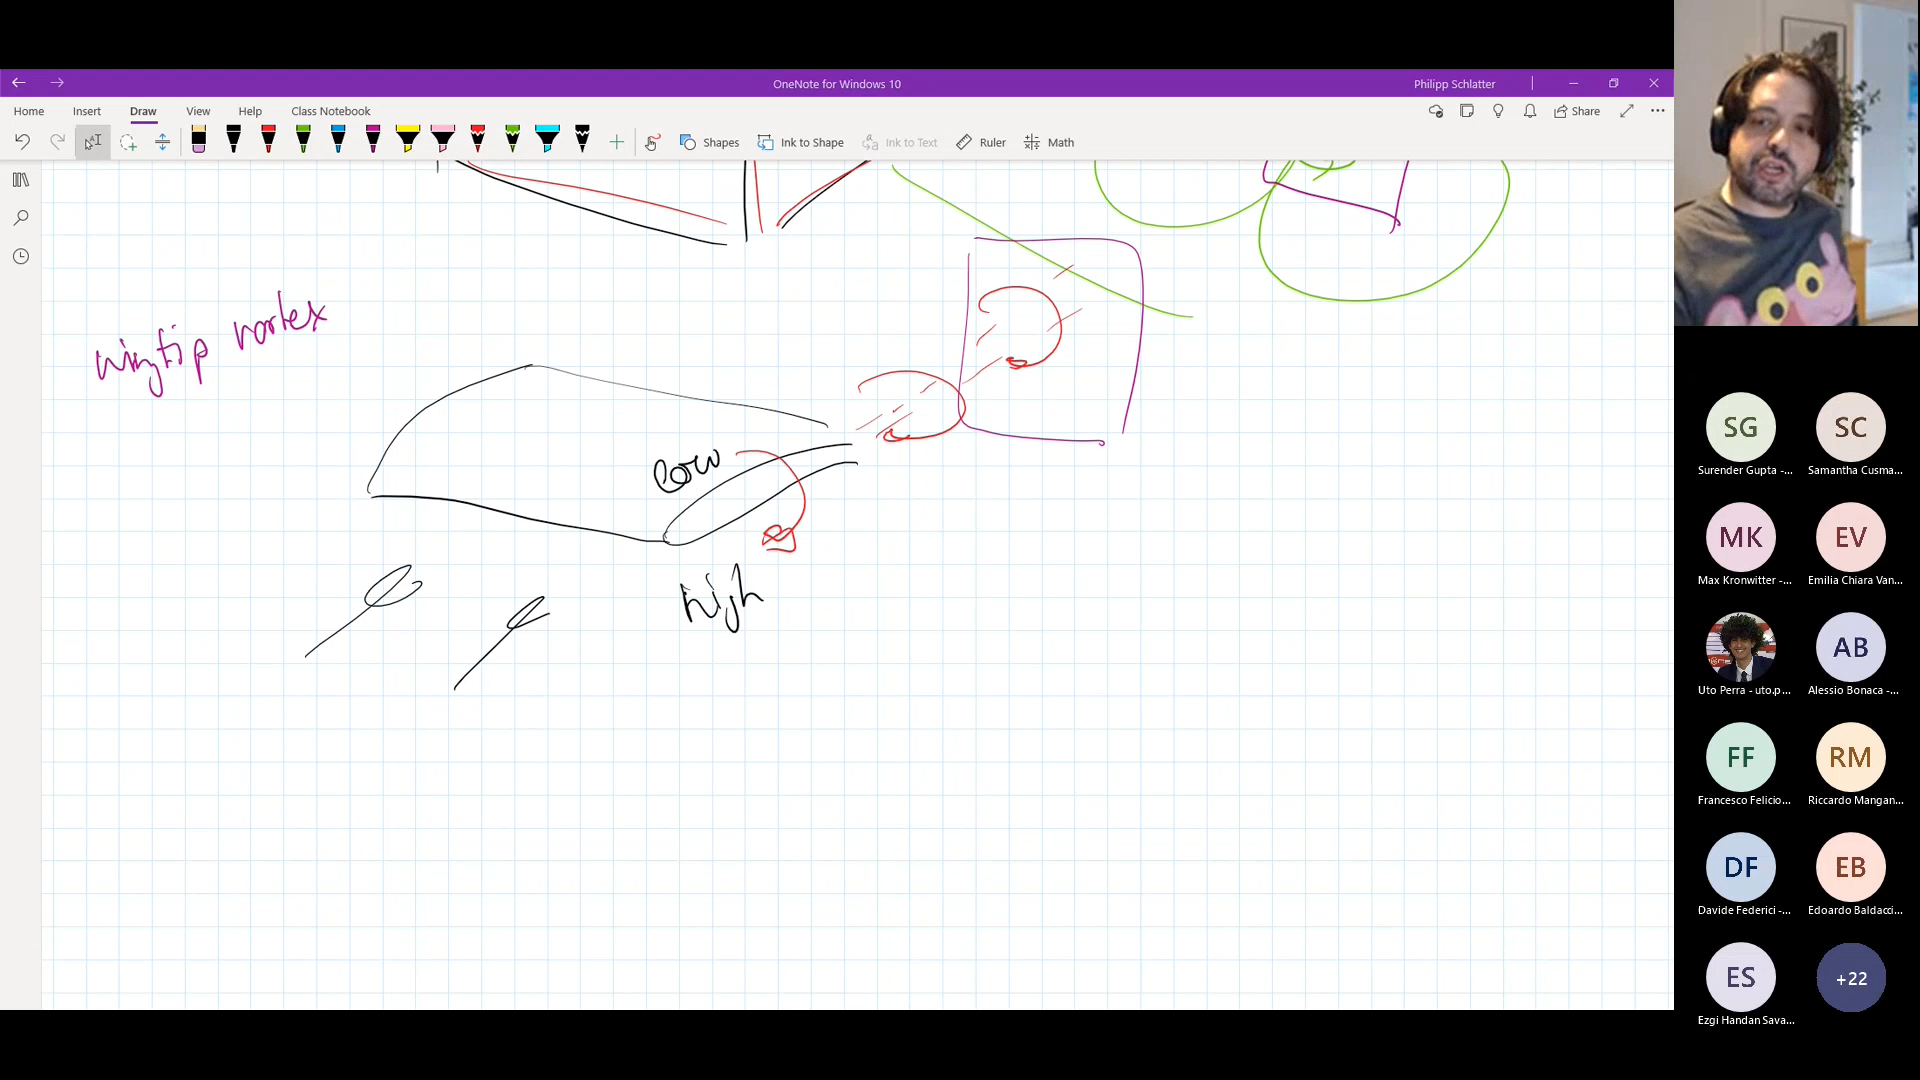 OneNote for Windows 10
Philipp Schlatter
Home Insert Draw View Help Class Notebook
Share
Shapes Ink to Shape Ink to Text Ruler Math
wingtip vortex
low
high
SG SC
Surender Gupta -... Samantha Cusma...
MK EV
Max Kronwitter -... Emilia Chiara Van...
AB
Uto Perra - uto.p... Alessio Bonaca -...
FF RM
Francesco Felicio... Riccardo Mangan...
DF EB
Davide Federici -... Edoardo Baldacci...
ES +22
Ezgi Handan Sava...